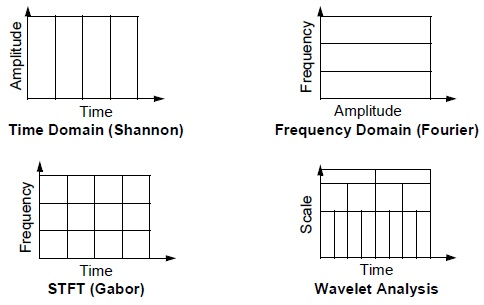 Amplitude
Time
Time Domain (Shannon)
Frequency
Amplitude
Frequency Domain (Fourier)
Frequency
Time
STFT (Gabor)
Scale
Time
Wavelet Analysis